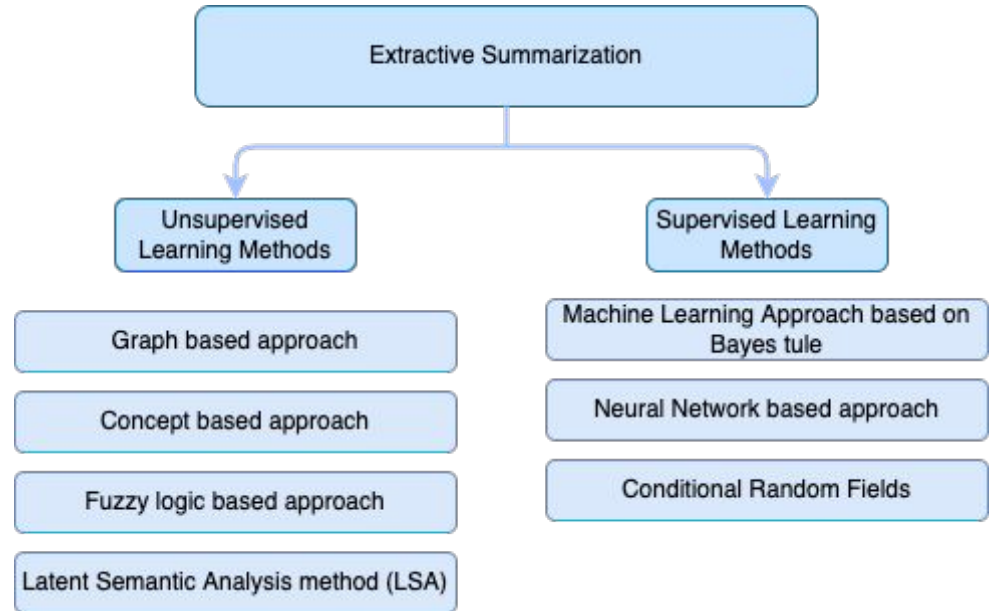 Extractive Summarization
Unsupervised
Learning Methods
Supervised Learning
Methods
Graph based approach
Concept based approach
Fuzzy logic based approach
Latent Semantic Analysis method (LSA)
Machine Learning Approach based on
Bayes tule
Neural Network based approach
Conditional Random Fields